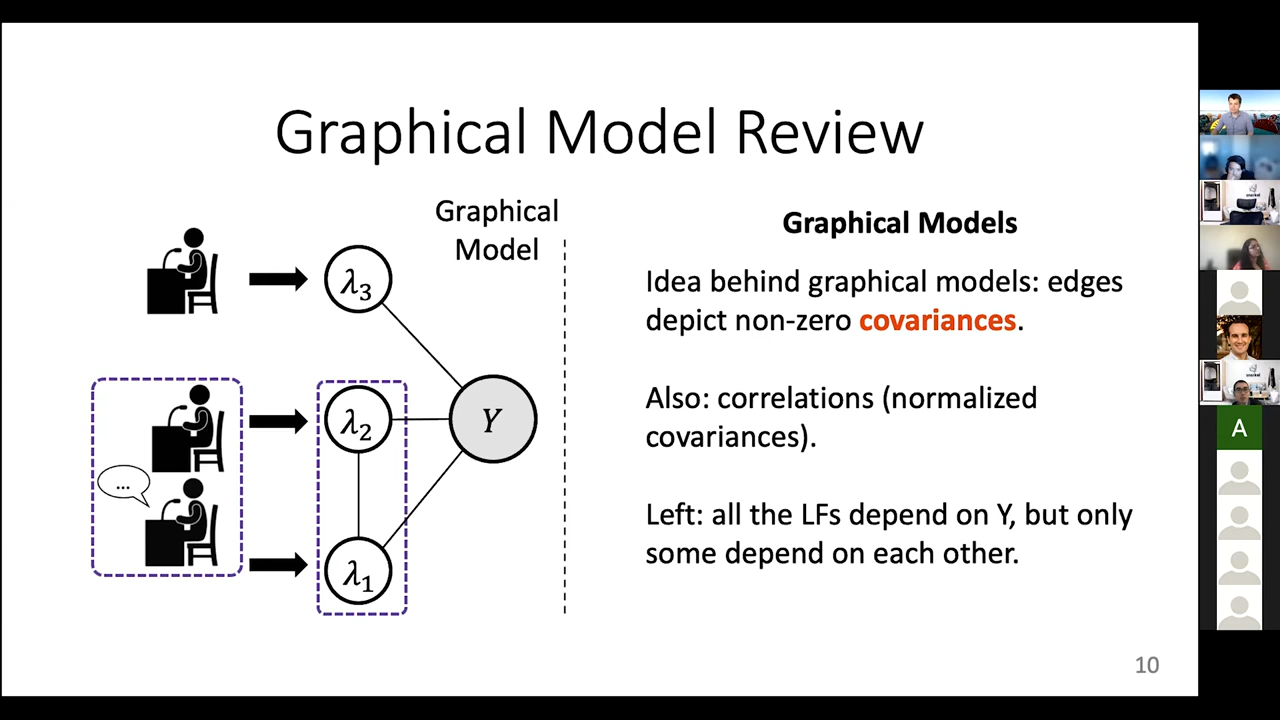 Graphical Model Review
Graphical
Model
λ3
λ2
Y
...
λ1
Graphical Models
Idea behind graphical models: edges
depict non-zero covariances.
Also: correlations (normalized
covariances).
Left: all the LFs depend on Y, but only
some depend on each other.
10
A